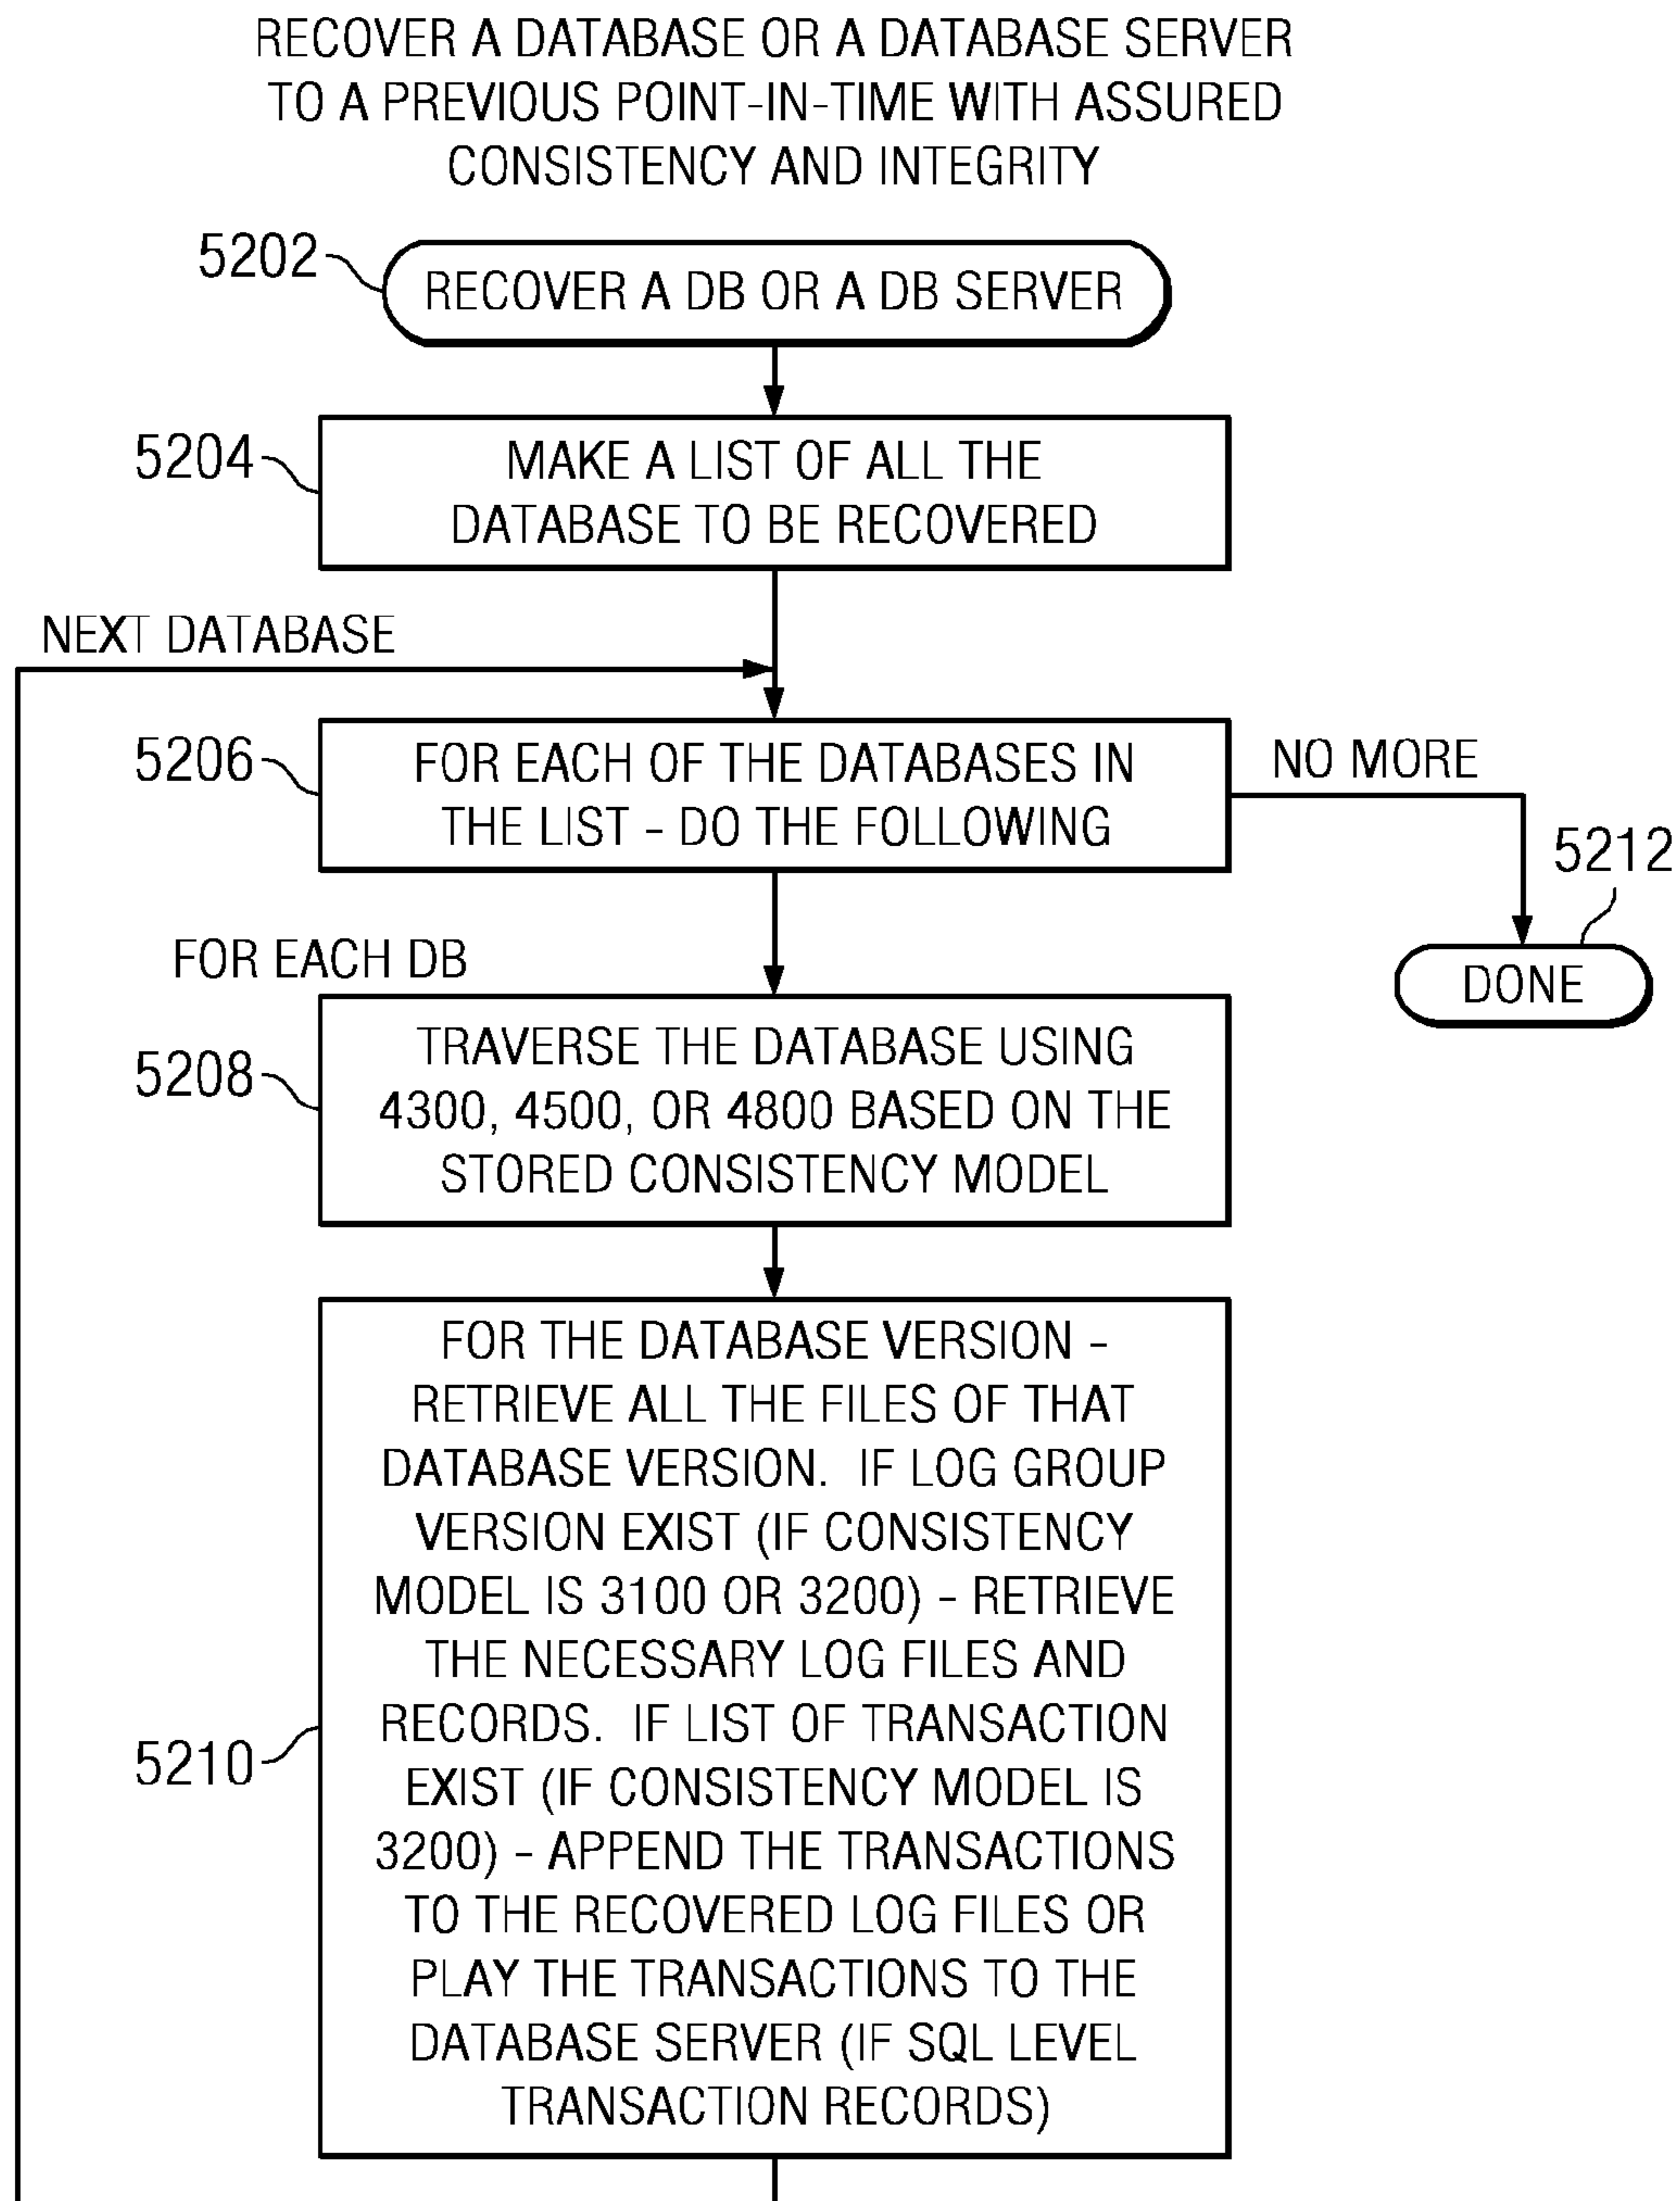 RECOVER A DATABASE OR A DATABASE SERVER
TO A PREVIOUS POINT-IN-TIME WITH ASSURED
CONSISTENCY AND INTEGRITY
5202
RECOVER A DB OR A DB SERVER
5204
MAKE A LIST OF ALL THE
DATABASE TO BE RECOVERED
NEXT DATABASE
5206
FOR EACH OF THE DATABASES IN
THE LIST - DO THE FOLLOWING
NO MORE
5212
DONE
FOR EACH DB
5208
TRAVERSE THE DATABASE USING
4300, 4500, OR 4800 BASED ON THE
STORED CONSISTENCY MODEL
5210
FOR THE DATABASE VERSION -
RETRIEVE ALL THE FILES OF THAT
DATABASE VERSION. IF LOG GROUP
VERSION EXIST (IF CONSISTENCY
MODEL IS 3100 OR 3200) - RETRIEVE
THE NECESSARY LOG FILES AND
RECORDS. IF LIST OF TRANSACTION
EXIST (IF CONSISTENCY MODEL IS
3200) - APPEND THE TRANSACTIONS
TO THE RECOVERED LOG FILES OR
PLAY THE TRANSACTIONS TO THE
DATABASE SERVER (IF SQL LEVEL
TRANSACTION RECORDS)